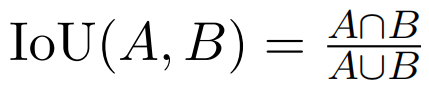 IoU(A, B) = A∩B / A∪B